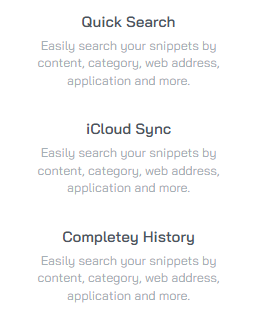 Quick Search
Easily search your snippets by
content, category, web address,
application and more.
iCloud Sync
Easily search your snippets by
content, category, web address,
application and more.
Completey History
Easily search your snippets by
content, category, web address,
application and more.